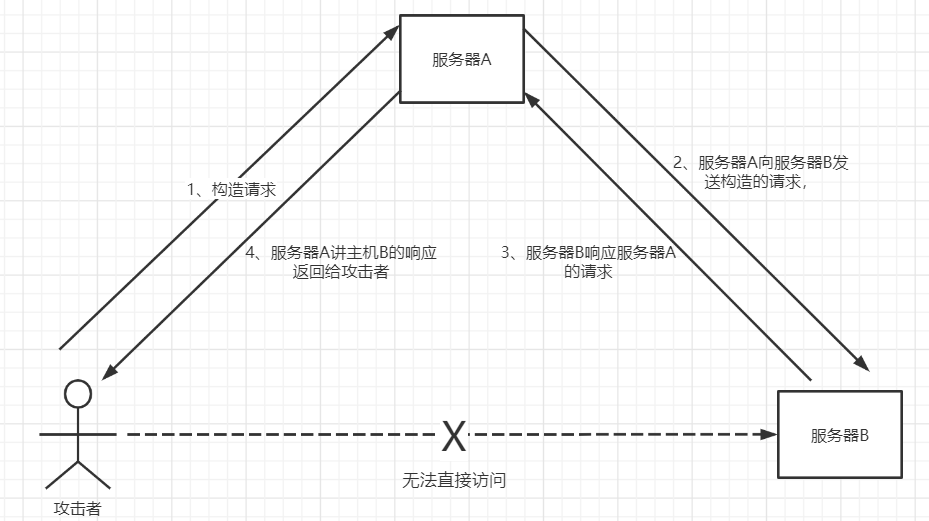 服务器A
2、服务器A向服务器B发
送构造的请求，
1、构造请求
4、服务器A讲主机B的响应
返回给攻击者
3、服务器B响应服务器A
的请求
X
服务器B
无法直接访问
攻击者